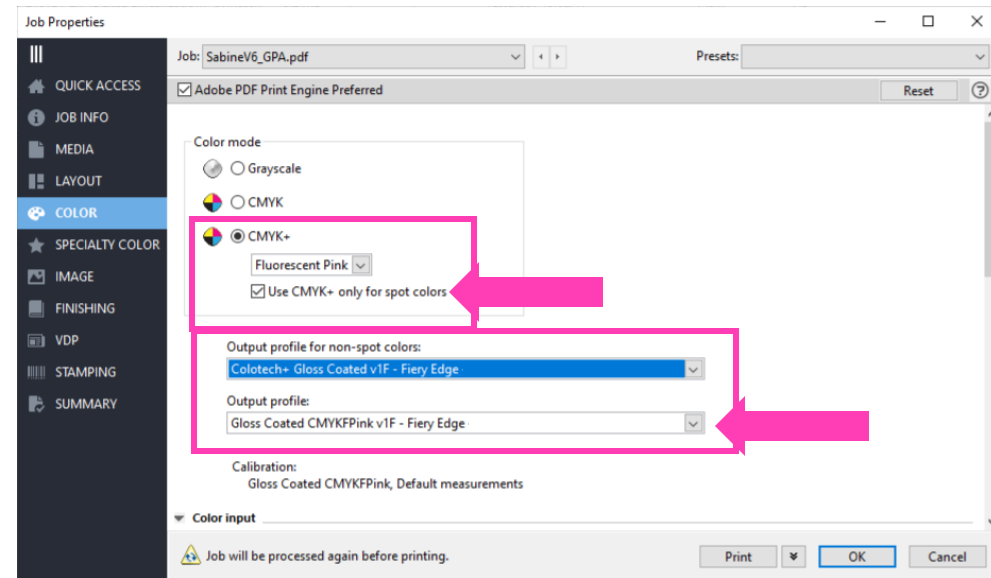 Job Properties
Job: SabineV6_GPA.pdf
Presets:
QUICK ACCESS
JOB INFO
MEDIA
LAYOUT
COLOR
SPECIALTY COLOR
IMAGE
FINISHING
VDP
STAMPING
SUMMARY
Adobe PDF Print Engine Preferred
Reset
?
Color mode
Grayscale
CMYK
CMYK+
Fluorescent Pink
Use CMYK+ only for spot colors
Output profile for non-spot colors:
Colotech+ Gloss Coated v1F - Fiery Edge
Output profile:
Gloss Coated CMYKFPink v1F - Fiery Edge
Calibration:
Gloss Coated CMYKFPink, Default measurements
Color input
Job will be processed again before printing.
Print
OK
Cancel